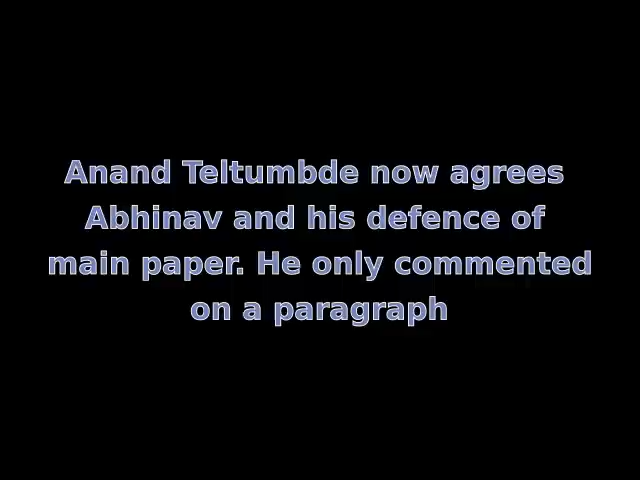 Anand Teltumbde now agrees
Abhinav and his defence of
main paper. He only commented
on a paragraph